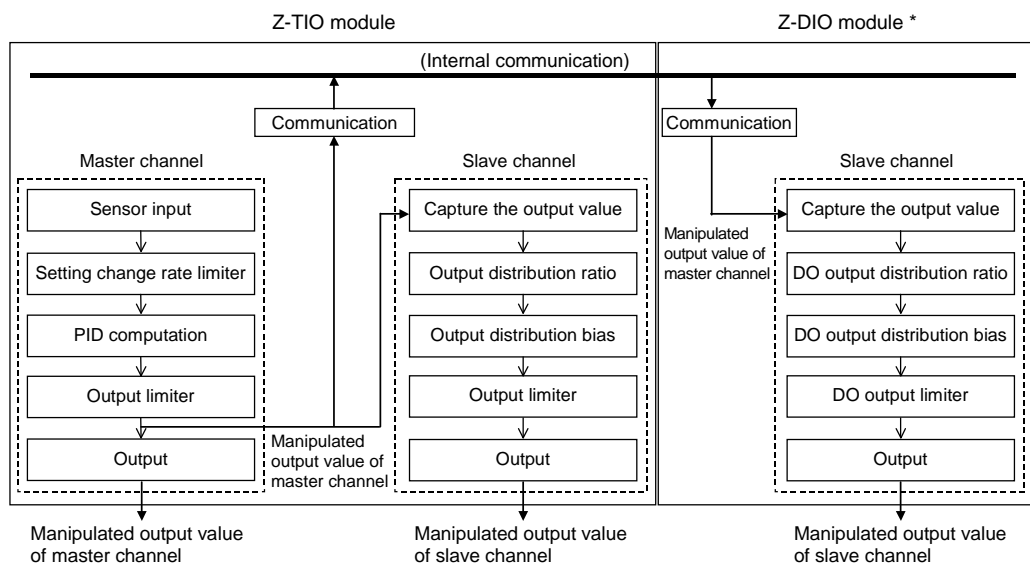 Z-TIO module
Z-DIO module *
(Internal communication)
Communication
Communication
Master channel
Slave channel
Slave channel
Sensor input
Setting change rate limiter
PID computation
Output limiter
Output
Manipulated
output value of
master channel
Capture the output value
Output distribution ratio
Output distribution bias
Output limiter
Output
Manipulated
output value of
master channel
Capture the output value
DO output distribution ratio
DO output distribution bias
DO output limiter
Output
Manipulated output value
of master channel
Manipulated output value
of slave channel
Manipulated output value
of slave channel